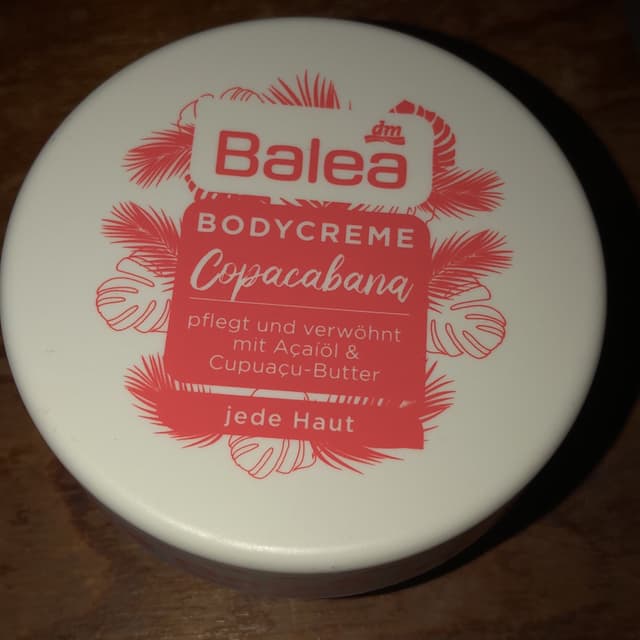 dm
Balea
BODYCREME
Copacabana
pflegt und verwöhnt
mit Açaíöl &
Cupuaçu-Butter
jede Haut